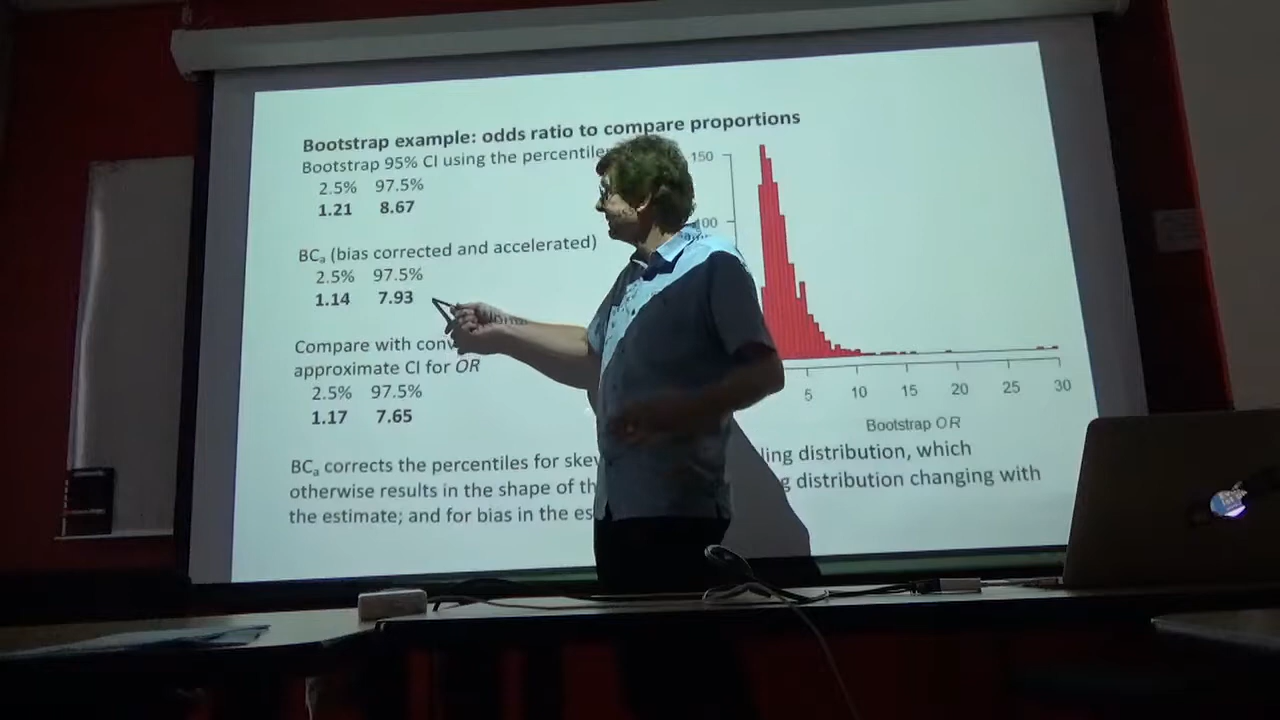 Bootstrap example: odds ratio to compare proportions
Bootstrap 95% CI using the percentile
2.5% 97.5%
1.21 8.67
BCa (bias corrected and accelerated)
2.5% 97.5%
1.14 7.93
Compare with conv
approximate CI for OR
2.5% 97.5%
1.17 7.65
BCa corrects the percentiles for ske ling distribution, which
otherwise results in the shape of th g distribution changing with
the estimate; and for bias in the es
150
100
5 10 15 20 25 30
Bootstrap OR